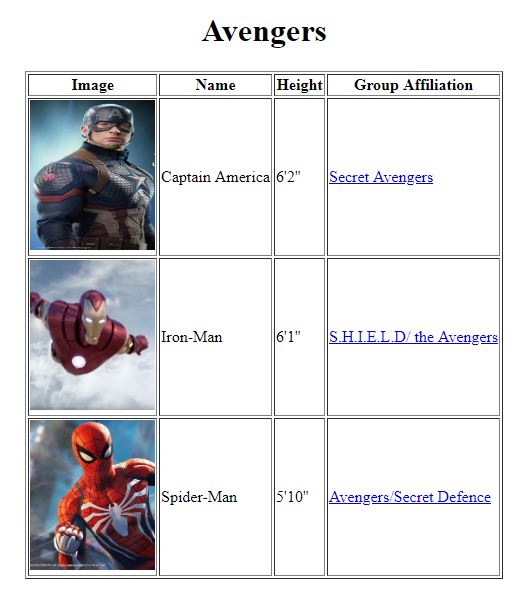 Avengers
Image Name Height Group Affiliation
Captain America 6'2" Secret Avengers
Iron-Man 6'1" S.H.I.E.L.D/ the Avengers
Spider-Man 5'10" Avengers/Secret Defence